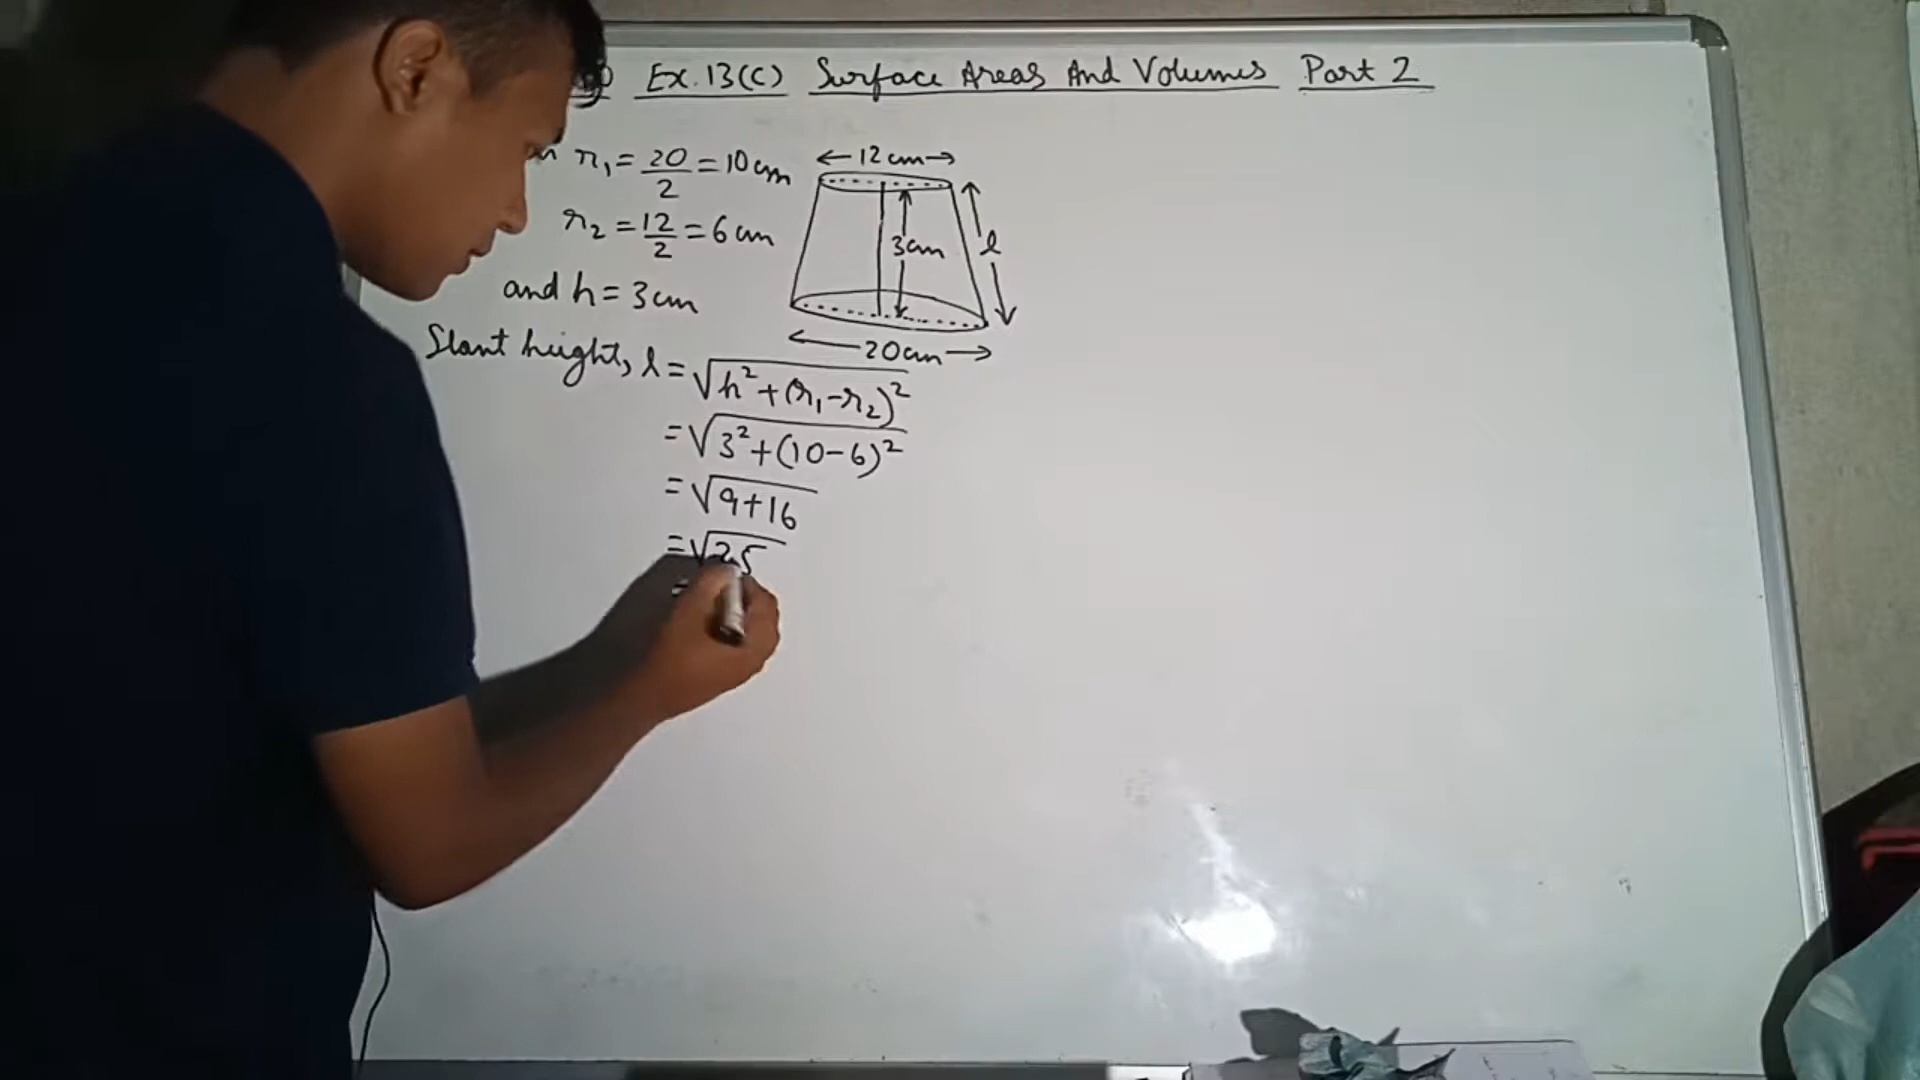 Ex. 13(C) Surface Areas And Volumes Part 2
r₁ = 20/2 = 10 cm
r₂ = 12/2 = 6 cm
and h = 3 cm
12 cm
3 cm
l
20 cm
Slant height, l = √h² + (r₁ - r₂)²
= √3² + (10 - 6)²
= √9 + 16
= √25
=